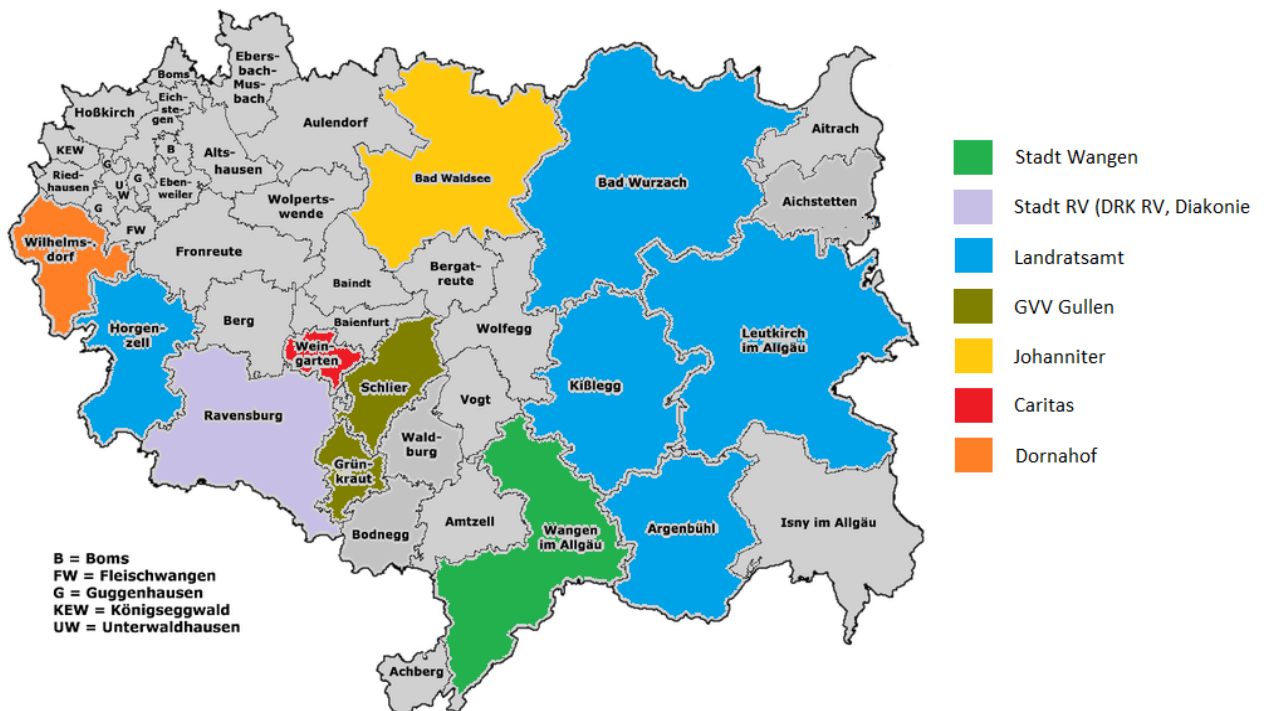 Boms
Ebers-
bach-
Mus-
bach
Eich-
ste-
gen
Hoßkirch
Aulendorf
Aitrach
KEW
B
Alts-
hausen
G
Ried-
hausen
U
W
G
Eben-
weiler
G
Bad Waldsee
Bad Wurzach
Aichstetten
Wolperts-
wende
FW
Wilhelms-
dorf
Fronreute
Bergat-
reute
Baindt
Horgen-
zell
Berg
Baienfurt
Wolfegg
Leutkirch
im Allgäu
Wein-
garten
Schlier
Kißlegg
Vogt
Ravensburg
Wald-
burg
Grün-
kraut
Bodnegg
Amtzell
Wangen
im Allgäu
Argenbühl
Isny im Allgäu
Achberg
B = Boms
FW = Fleischwangen
G = Guggenhausen
KEW = Königseggwald
UW = Unterwaldhausen
Stadt Wangen
Stadt RV (DRK RV, Diakonie
Landratsamt
GVV Gullen
Johanniter
Caritas
Dornahof